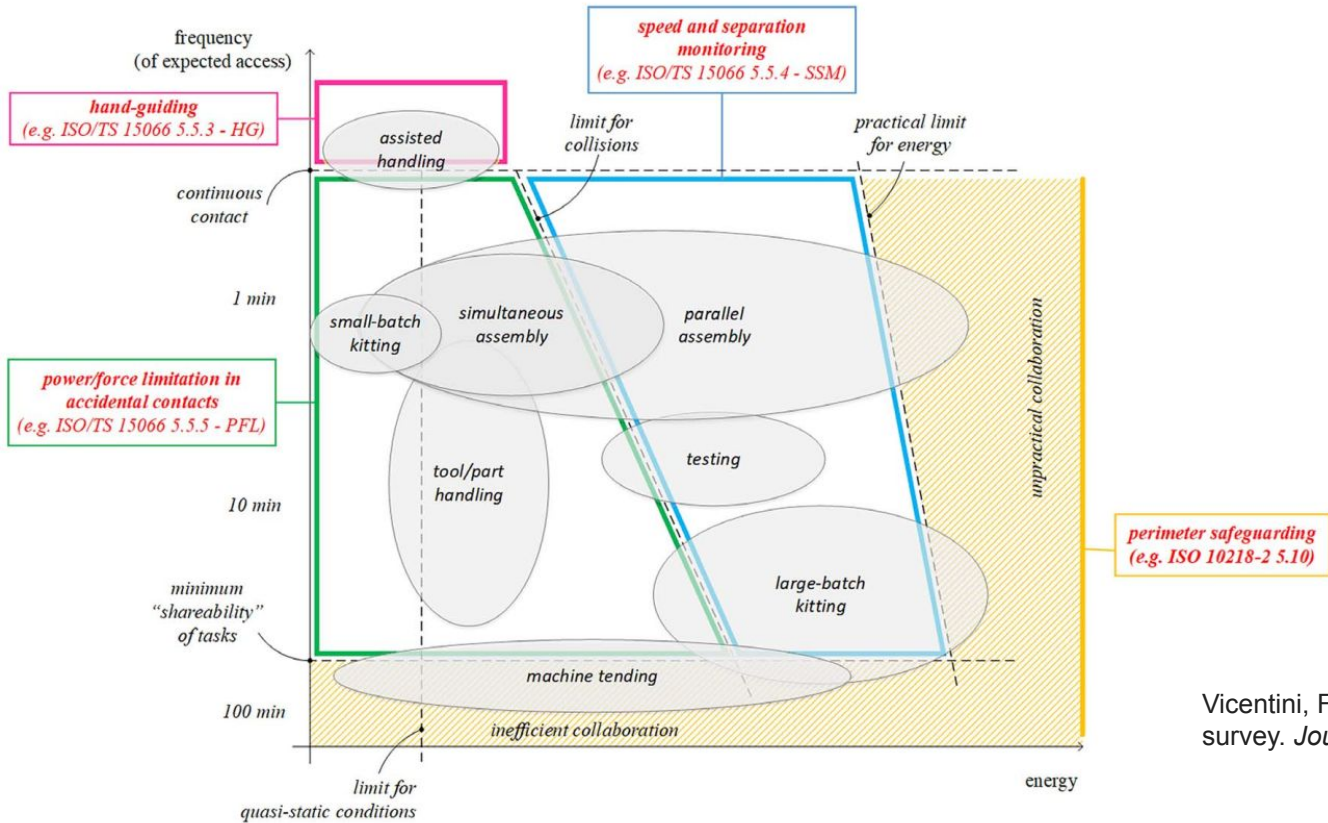 frequency
(of expected access)
speed and separation
monitoring
(e.g. ISO/TS 15066 5.5.4 - SSM)
hand-guiding
(e.g. ISO/TS 15066 5.5.3 - HG)
assisted
handling
limit for
collisions
practical limit
for energy
continuous
contact
1 min
small-batch
kitting
simultaneous
assembly
parallel
assembly
unpractical collaboration
power/force limitation in
accidental contacts
(e.g. ISO/TS 15066 5.5.5 - PFL)
tool/part
handling
testing
10 min
perimeter safeguarding
(e.g. ISO 10218-2 5.10)
large-batch
kitting
minimum
“shareability”
of tasks
machine tending
100 min
inefficient collaboration
limit for
quasi-static conditions
energy
Vicentini, F
survey. Jou